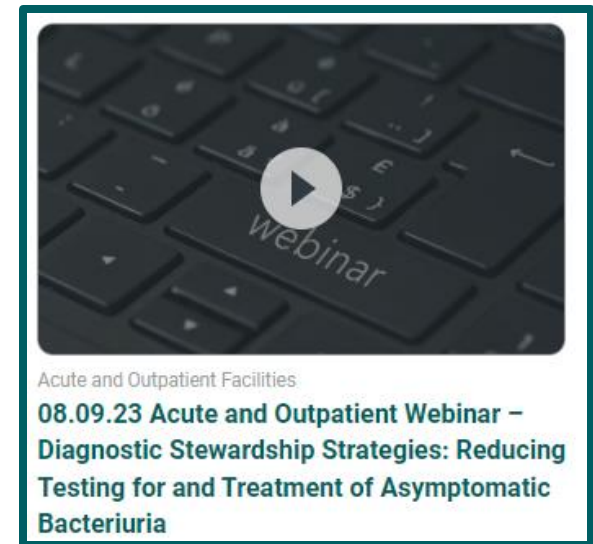 webinar
Acute and Outpatient Facilities
08.09.23 Acute and Outpatient Webinar –
Diagnostic Stewardship Strategies: Reducing
Testing for and Treatment of Asymptomatic
Bacteriuria